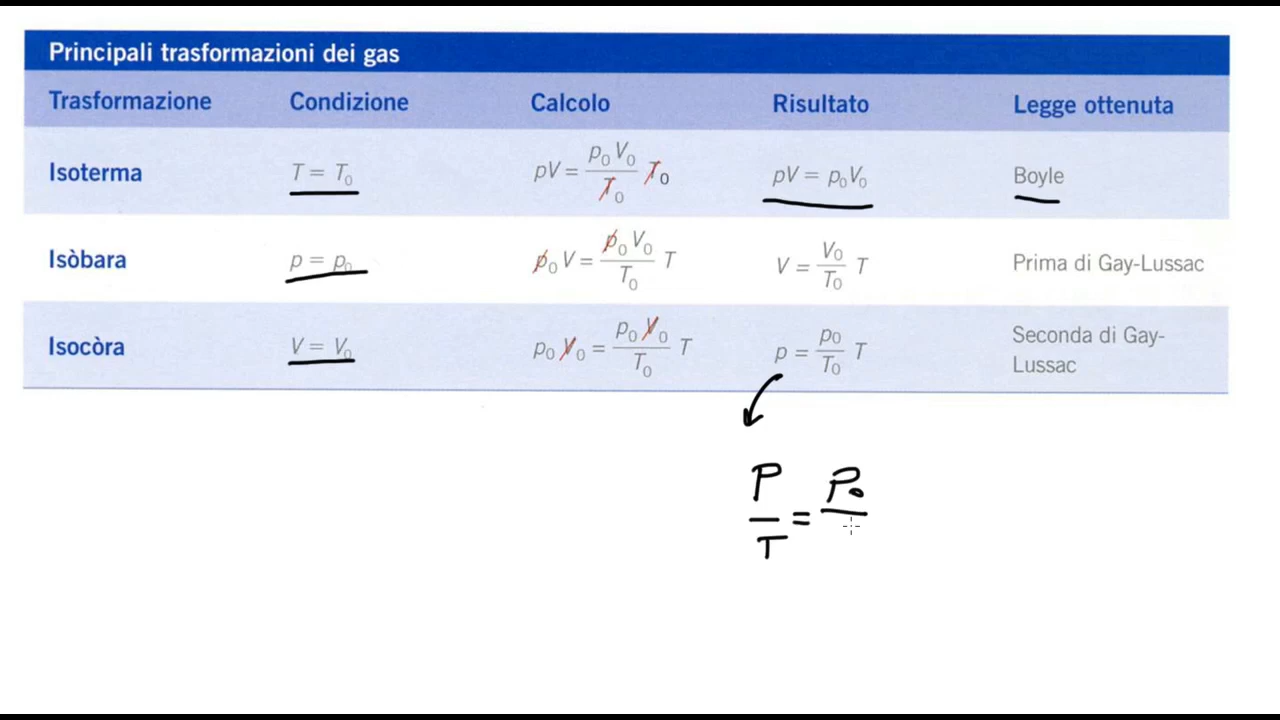 Principali trasformazioni dei gas
Trasformazione Condizione Calcolo Risultato Legge ottenuta
Isoterma T = T₀ pV = p₀V₀/T₀ T₀ pV = p₀V₀ Boyle
Isòbara p = p₀ p₀V = p₀V₀/T₀ T V = V₀/T₀ T Prima di Gay-Lussac
Isocòra V = V₀ p₀V₀ = p₀V₀/T₀ T p = p₀/T₀ T Seconda di Gay-
Lussac
P/T = P₀/